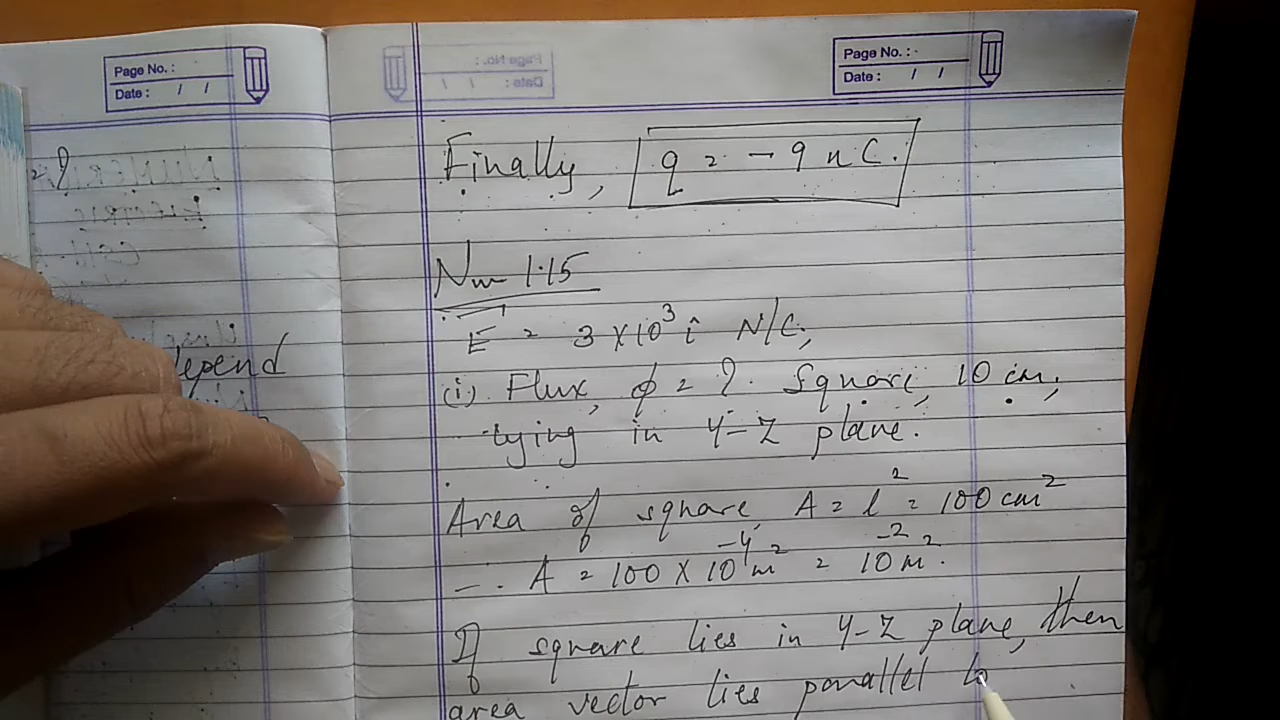 Page No. :
Date : / /
Page No. :
Date : / /
Finally, q = - 9 nC.
Num 1.15
E = 3 × 10³ î N/C,
(i) Flux, φ = ?. Square, 10 cm,
lying in Y-Z plane.
Area of square, A = l² = 100 cm²
∴ A = 100 × 10⁻⁴ m² = 10⁻² m².
If square lies in Y-Z plane, then
area vector lies parallel to
depend